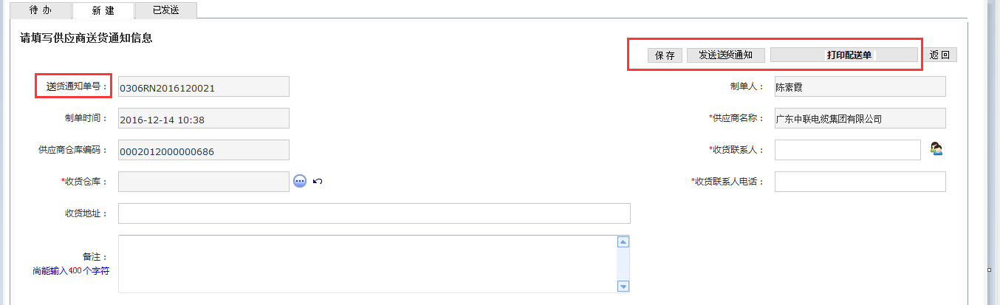 待 办 新 建 已发送
请填写供应商送货通知信息
保 存 发送送货通知 打印配送单 返 回
送货通知单号： 0306RN2016120021 制单人： 陈素霞
制单时间： 2016-12-14 10:38 *供应商名称： 广东中联电缆集团有限公司
供应商仓库编码： 0002012000000686 *收货联系人：
*收货仓库： *收货联系人电话：
收货地址：
备注：
尚能输入400个字符